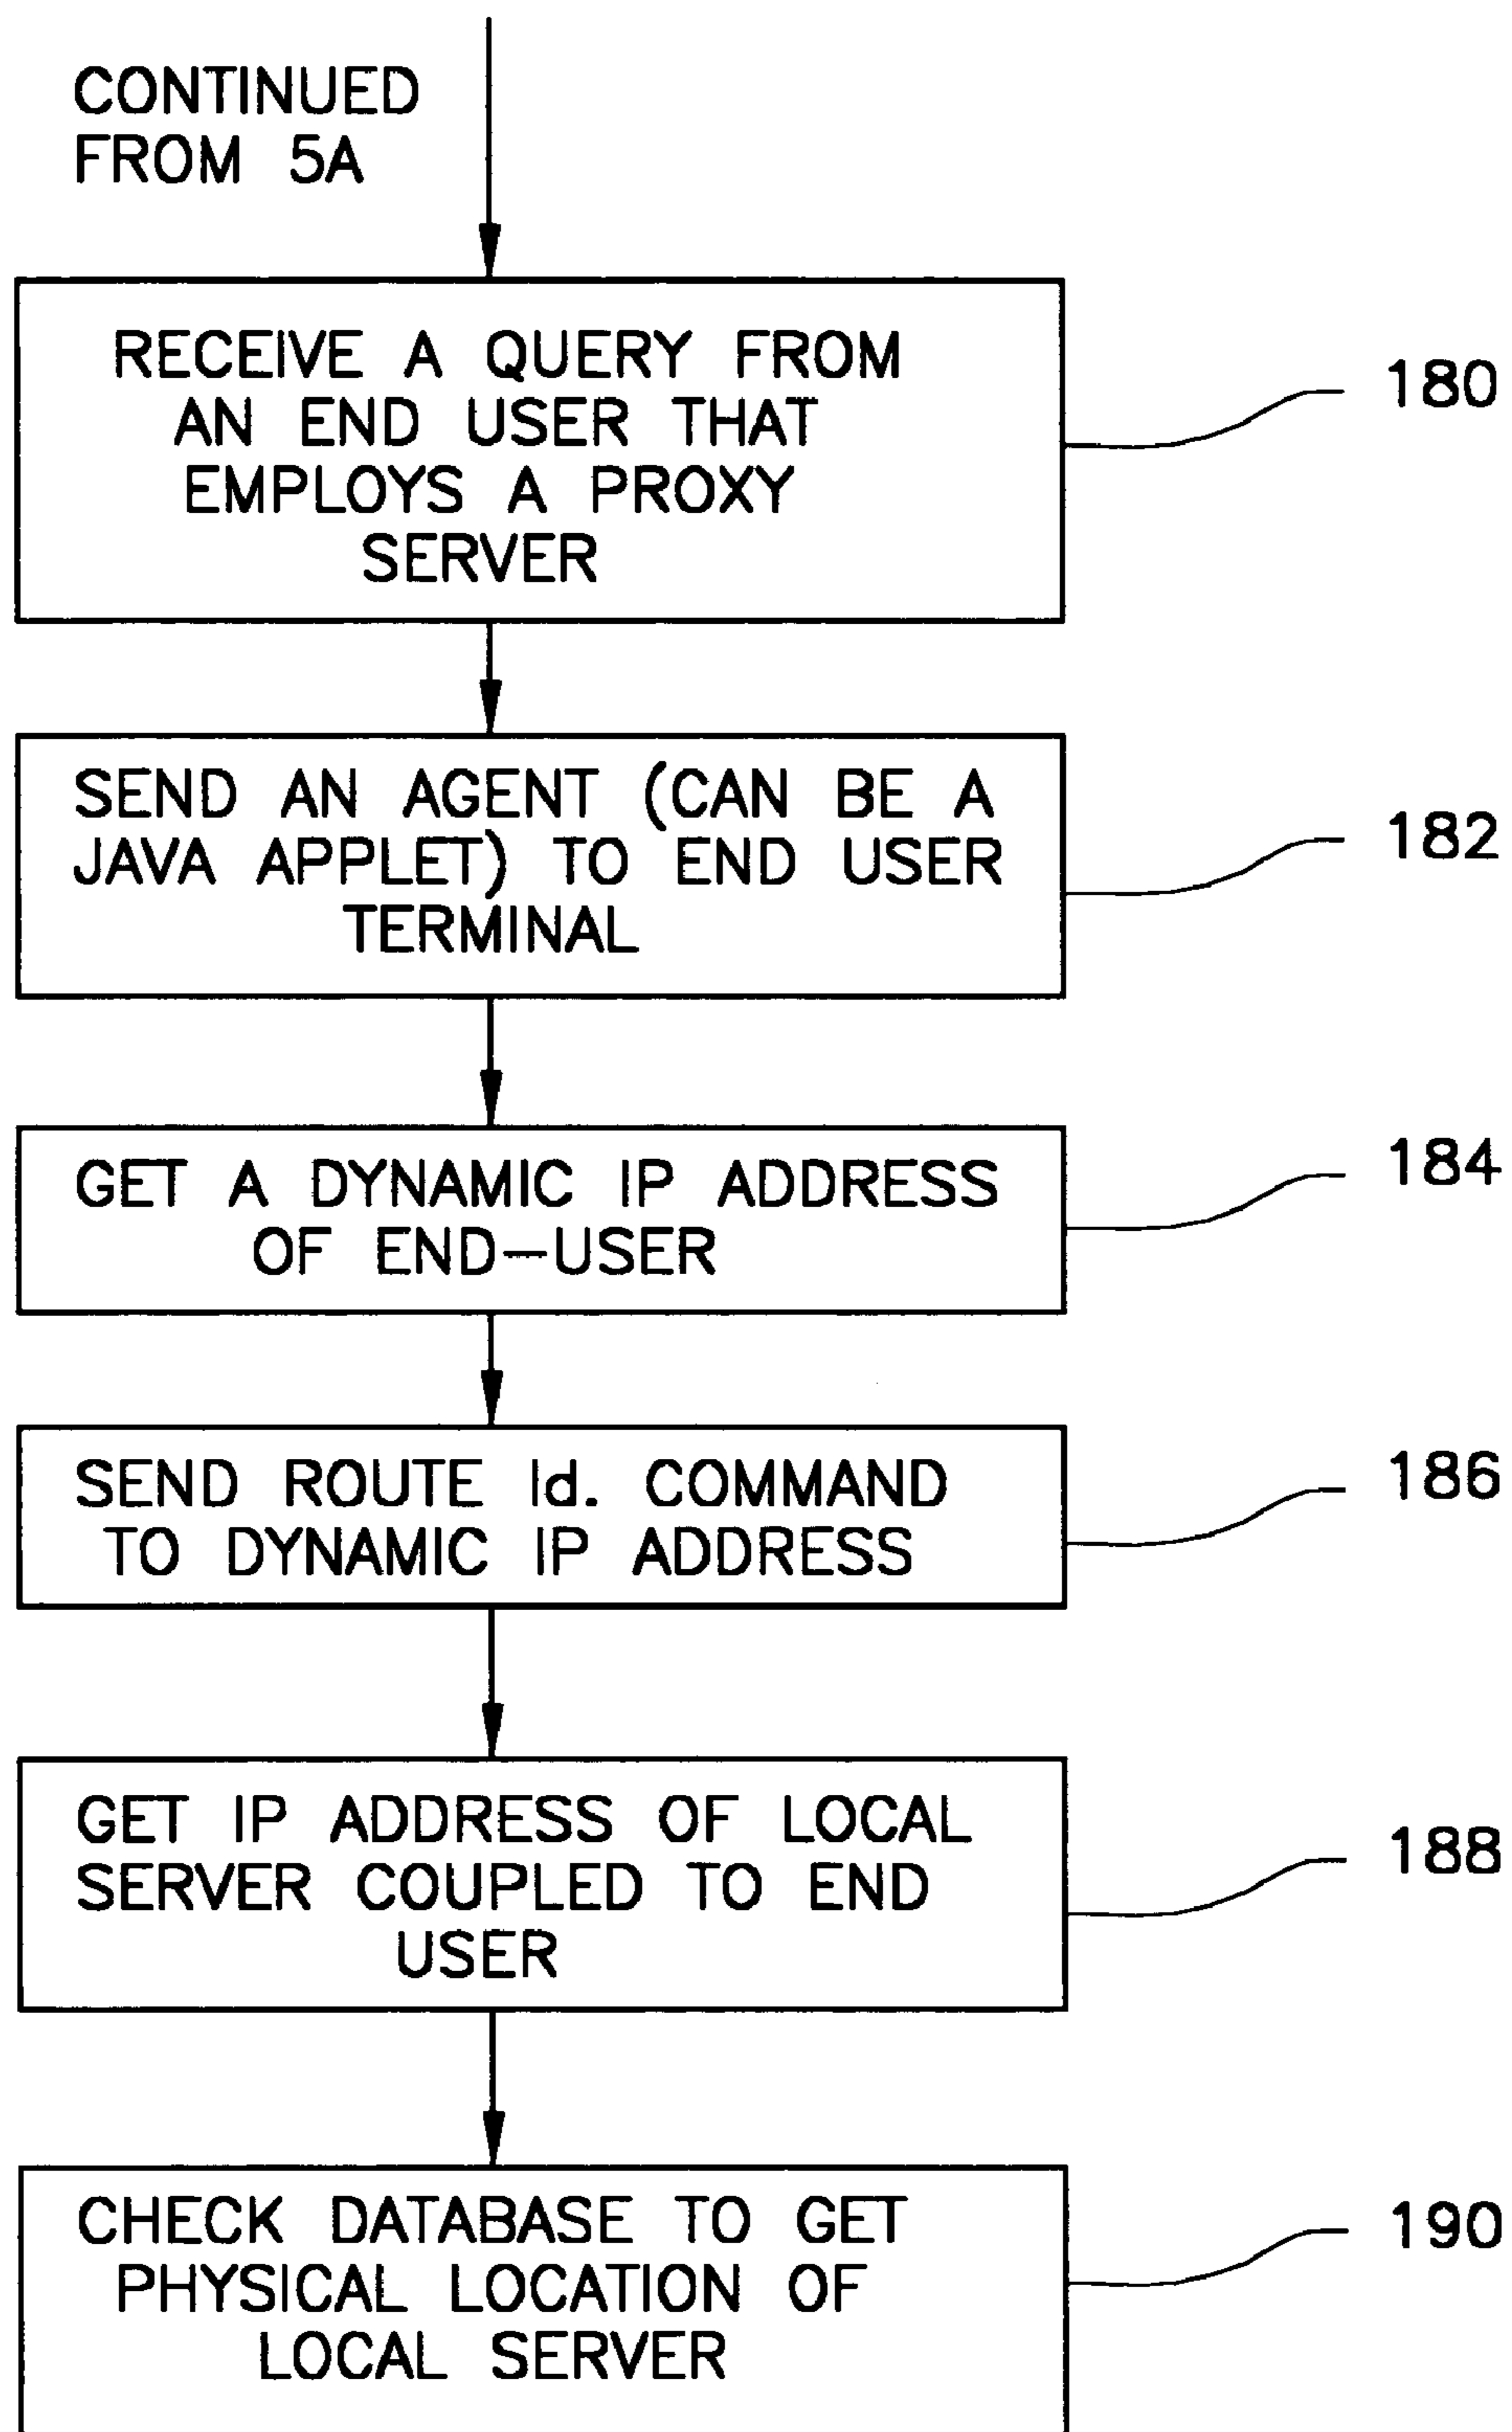 CONTINUED
FROM 5A
RECEIVE A QUERY FROM
AN END USER THAT
EMPLOYS A PROXY
SERVER
180
SEND AN AGENT (CAN BE A
JAVA APPLET) TO END USER
TERMINAL
182
GET A DYNAMIC IP ADDRESS
OF END-USER
184
SEND ROUTE Id. COMMAND
TO DYNAMIC IP ADDRESS
186
GET IP ADDRESS OF LOCAL
SERVER COUPLED TO END
USER
188
CHECK DATABASE TO GET
PHYSICAL LOCATION OF
LOCAL SERVER
190